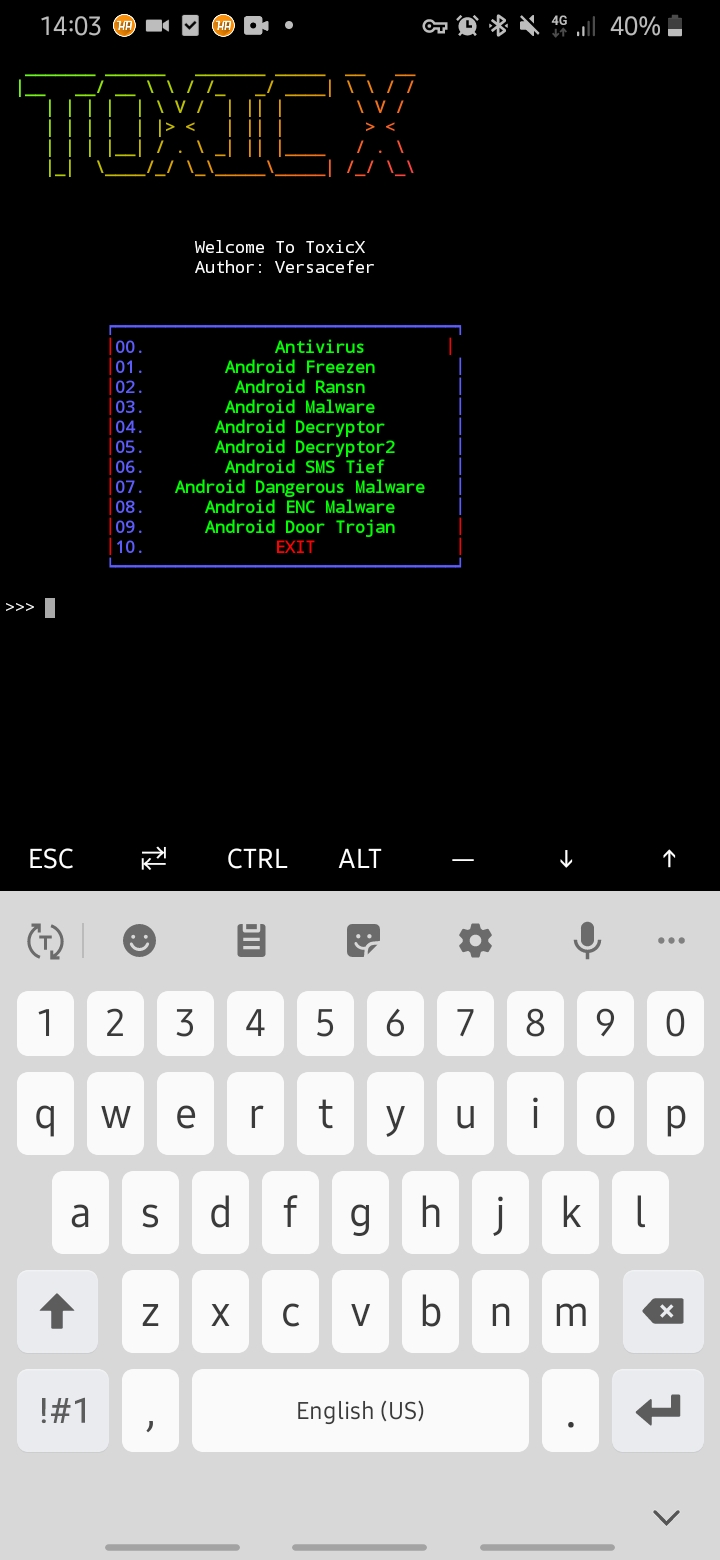 14:03 4G 40%
TOXIC X
Welcome To ToxicX
Author: Versacefer
00. Antivirus
01. Android Freezen
02. Android Ransn
03. Android Malware
04. Android Decryptor
05. Android Decryptor2
06. Android SMS Tief
07. Android Dangerous Malware
08. Android ENC Malware
09. Android Door Trojan
10. EXIT
>>>
ESC CTRL ALT — ↓ ↑
T
1 2 3 4 5 6 7 8 9 0
q w e r t y u i o p
a s d f g h j k l
z x c v b n m
!#1 , English (US) .